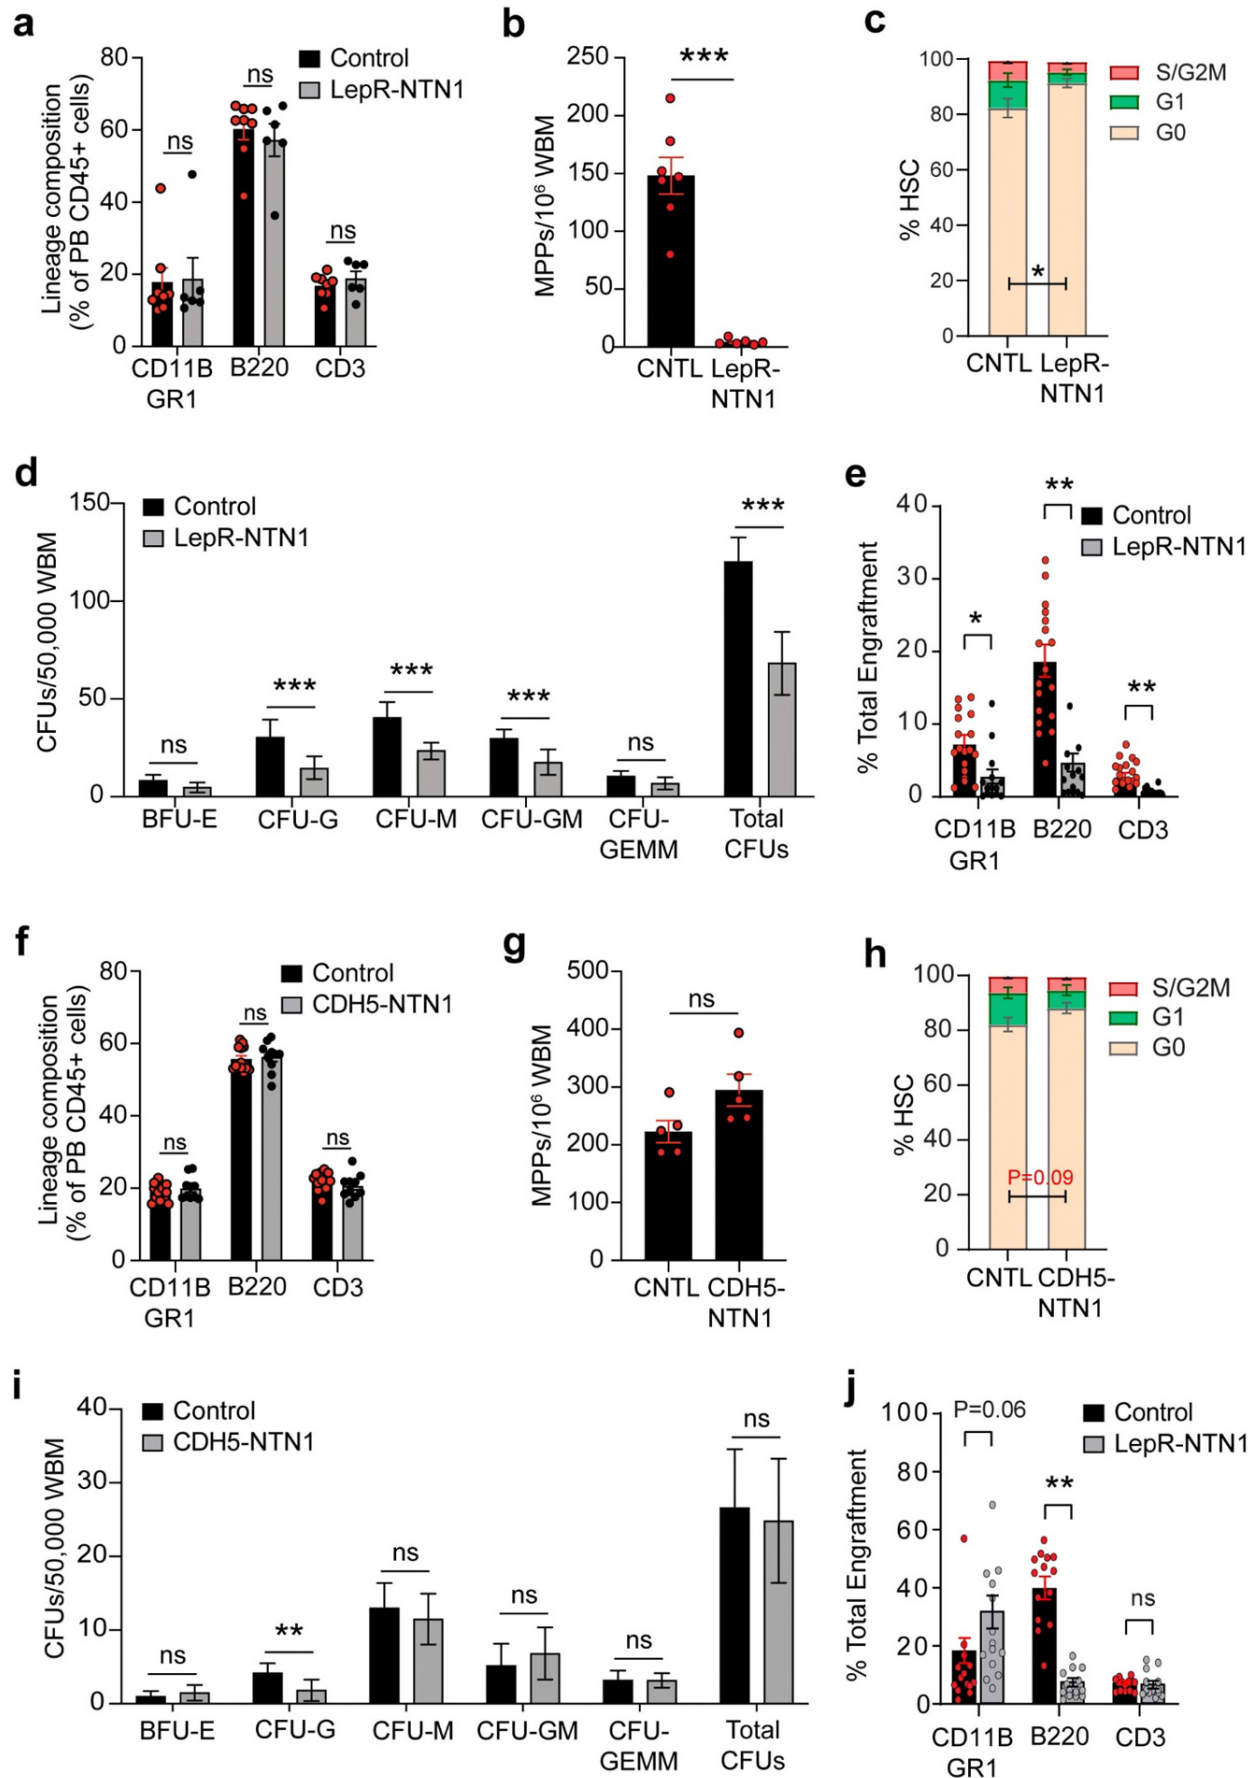 a
Lineage composition
(% of PB CD45+ cells)
80
60
40
20
0
Control
LepR-NTN1
ns
ns
ns
CD11B
GR1
B220
CD3
b
MPPs/10⁶ WBM
250
200
150
100
50
0
***
CNTL
LepR-
NTN1
c
% HSC
100
80
60
40
20
0
S/G2M
G1
G0
*
CNTL
LepR-
NTN1
d
CFUs/50,000 WBM
150
100
50
0
Control
LepR-NTN1
ns
***
***
***
ns
***
BFU-E
CFU-G
CFU-M
CFU-GM
CFU-
GEMM
Total
CFUs
e
% Total Engraftment
40
30
20
10
0
Control
LepR-NTN1
*
**
**
CD11B
GR1
B220
CD3
f
Lineage composition
(% of PB CD45+ cells)
80
60
40
20
0
Control
CDH5-NTN1
ns
ns
ns
CD11B
GR1
B220
CD3
g
MPPs/10⁶ WBM
500
400
300
200
100
0
ns
CNTL
CDH5-
NTN1
h
% HSC
100
80
60
40
20
0
S/G2M
G1
G0
P=0.09
CNTL
CDH5-
NTN1
i
CFUs/50,000 WBM
40
30
20
10
0
Control
CDH5-NTN1
ns
**
ns
ns
ns
ns
BFU-E
CFU-G
CFU-M
CFU-GM
CFU-
GEMM
Total
CFUs
j
% Total Engraftment
100
80
60
40
20
0
P=0.06
Control
LepR-NTN1
**
ns
CD11B
GR1
B220
CD3